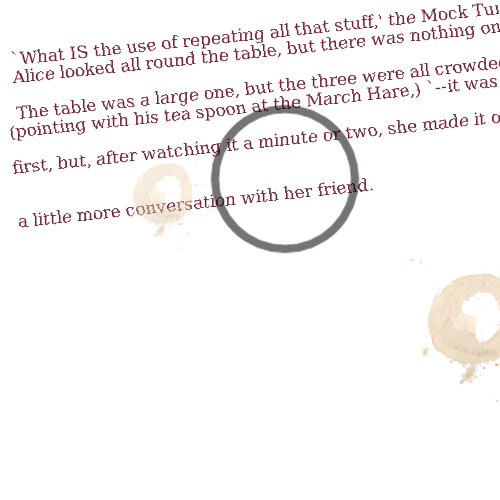 `What IS the use of repeating all that stuff,' the Mock
Alice looked all round the table, but there was nothing on
The table was a large one, but the three were all
(pointing with his tea spoon at the March Hare,) `--it was
first, but, after watching it a minute or two, she made it
a little more conversation with her friend.